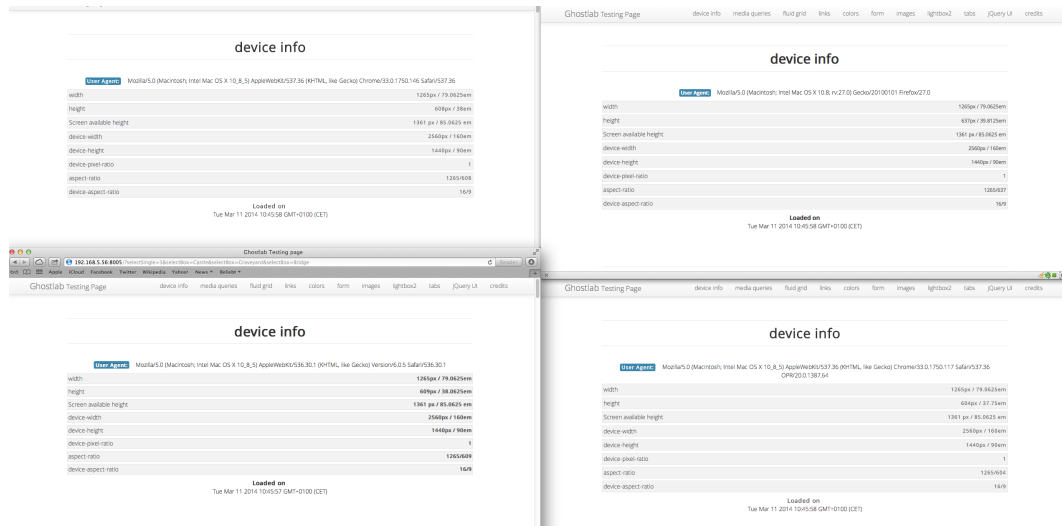 device info
User Agent: Mozilla/5.0 (Macintosh; Intel Mac OS X 10_8_5) AppleWebKit/537.36 (KHTML, like Gecko) Chrome/33.0.1750.146 Safari/537.36
width 1265px / 79.0625em
height 608px / 38em
Screen available height 1361 px / 85.0625 em
device-width 2560px / 160em
device-height 1440px / 90em
device-pixel-ratio 1
aspect-ratio 1265/608
device-aspect-ratio 16/9
Loaded on
Tue Mar 11 2014 10:45:58 GMT+0100 (CET)
Ghostlab Testing Page device info media queries fluid grid links colors form images lightbox2 tabs jQuery UI credits
device info
User Agent: Mozilla/5.0 (Macintosh; Intel Mac OS X 10.8; rv:27.0) Gecko/20100101 Firefox/27.0
width 1265px / 79.0625em
height 637px / 39.8125em
Screen available height 1361 px / 85.0625 em
device-width 2560px / 160em
device-height 1440px / 90em
device-pixel-ratio 1
aspect-ratio 1265/637
device-aspect-ratio 16/9
Loaded on
Tue Mar 11 2014 10:45:58 GMT+0100 (CET)
Ghostlab Testing page
192.168.5.56:8005/?selectSingle=3&selectBox=Castle&selectBox=Graveyard&selectBox=Bridge Reader
Apple iCloud Facebook Twitter Wikipedia Yahoo! News Beliebt
Ghostlab Testing Page device info media queries fluid grid links colors form images lightbox2 tabs jQuery UI credits
device info
User Agent: Mozilla/5.0 (Macintosh; Intel Mac OS X 10_8_5) AppleWebKit/536.30.1 (KHTML, like Gecko) Version/6.0.5 Safari/536.30.1
width 1265px / 79.0625em
height 609px / 38.0625em
Screen available height 1361 px / 85.0625 em
device-width 2560px / 160em
device-height 1440px / 90em
device-pixel-ratio 1
aspect-ratio 1265/609
device-aspect-ratio 16/9
Loaded on
Tue Mar 11 2014 10:45:57 GMT+0100 (CET)
Ghostlab Testing Page device info media queries fluid grid links colors form images lightbox2 tabs jQuery UI credits
device info
User Agent: Mozilla/5.0 (Macintosh; Intel Mac OS X 10_8_5) AppleWebKit/537.36 (KHTML, like Gecko) Chrome/33.0.1750.117 Safari/537.36
OPR/20.0.1387.64
width 1265px / 79.0625em
height 604px / 37.75em
Screen available height 1361 px / 85.0625 em
device-width 2560px / 160em
device-height 1440px / 90em
device-pixel-ratio 1
aspect-ratio 1265/604
device-aspect-ratio 16/9
Loaded on
Tue Mar 11 2014 10:45:58 GMT+0100 (CET)